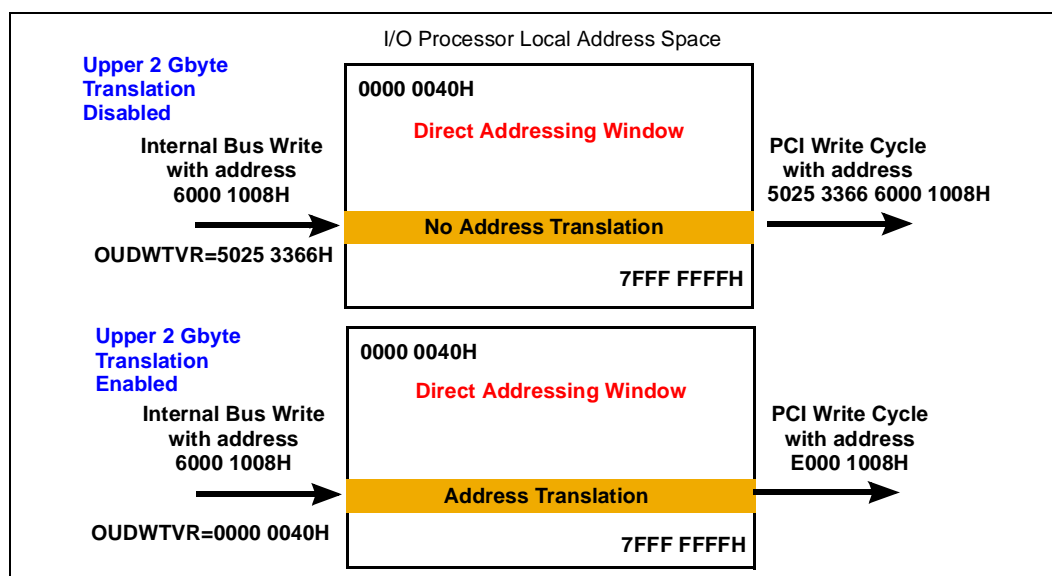 I/O Processor Local Address Space
Upper 2 Gbyte
Translation
Disabled
0000 0040H
Direct Addressing Window
Internal Bus Write
with address
6000 1008H
PCI Write Cycle
with address
5025 3366 6000 1008H
No Address Translation
OUDWTVR=5025 3366H
7FFF FFFFH
Upper 2 Gbyte
Translation
Enabled
0000 0040H
Direct Addressing Window
Internal Bus Write
with address
6000 1008H
PCI Write Cycle
with address
E000 1008H
Address Translation
OUDWTVR=0000 0040H
7FFF FFFFH